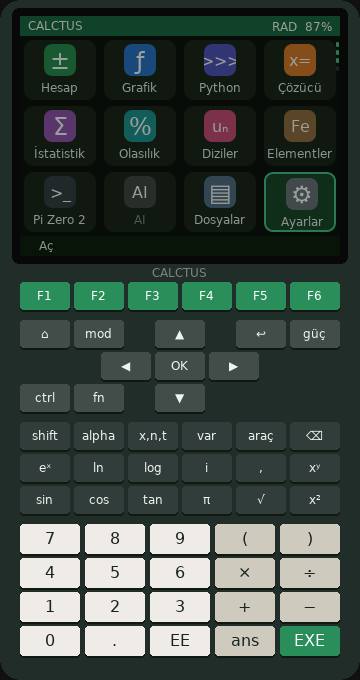 CALCTUS RAD 87%
± ƒ >>> x=
Hesap Grafik Python Çözücü
Σ % uₙ Fe
İstatistik Olasılık Diziler Elementler
>_ AI
Pi Zero 2 AI Dosyalar Ayarlar
Aç
CALCTUS
F1 F2 F3 F4 F5 F6
⌂ mod ▲ ↩ güç
◀ OK ▶
ctrl fn ▼
shift alpha x,n,t var araç ⌫
eˣ ln log i , xʸ
sin cos tan π √ x²
7 8 9 ( )
4 5 6 × ÷
1 2 3 + −
0 . EE ans EXE